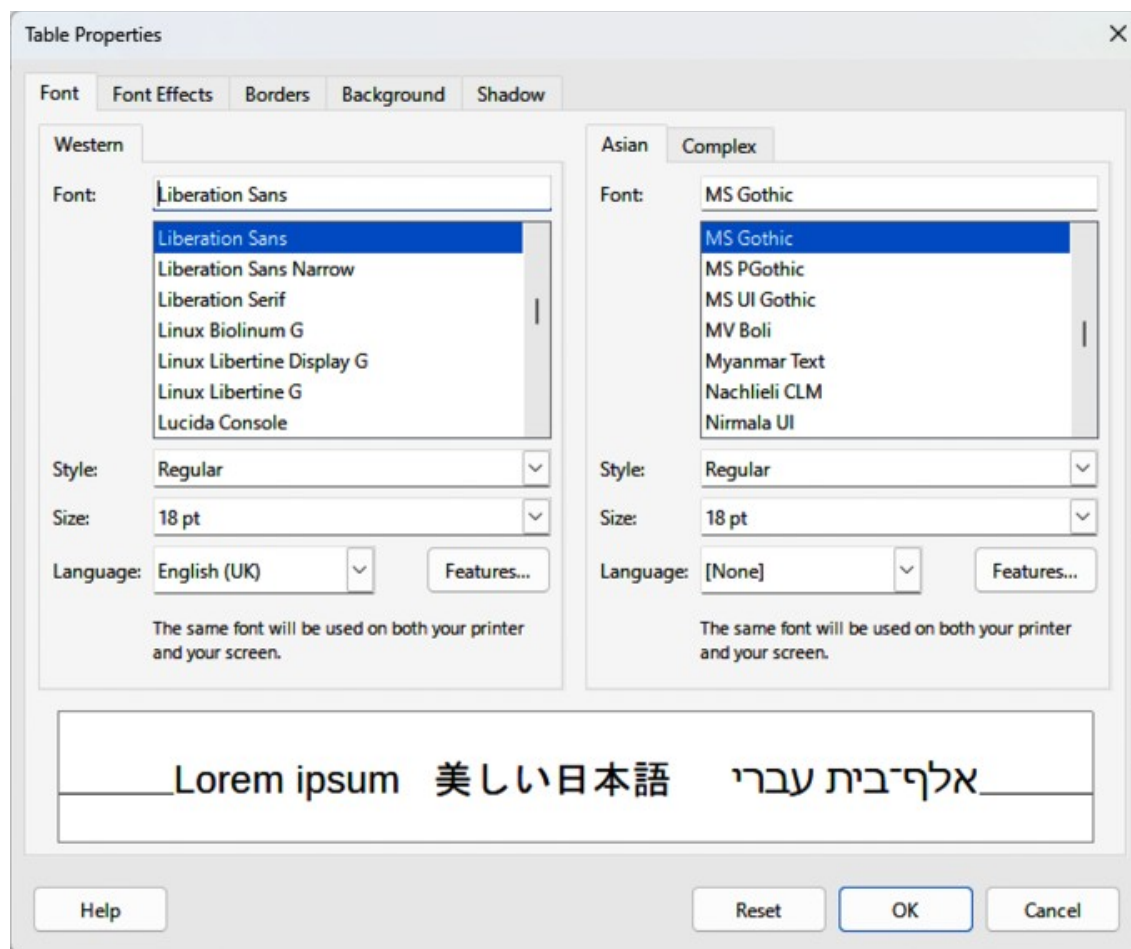 Table Properties
Font Font Effects Borders Background Shadow
Western
Font: Liberation Sans
Liberation Sans
Liberation Sans Narrow
Liberation Serif
Linux Biolinum G
Linux Libertine Display G
Linux Libertine G
Lucida Console
Style: Regular
Size: 18 pt
Language: English (UK) Features...
The same font will be used on both your printer
and your screen.
Asian Complex
Font: MS Gothic
MS Gothic
MS PGothic
MS UI Gothic
MV Boli
Myanmar Text
Nachlieli CLM
Nirmala UI
Style: Regular
Size: 18 pt
Language: [None] Features...
The same font will be used on both your printer
and your screen.
Lorem ipsum 美しい日本語 אלף־בית עברי
Help Reset OK Cancel